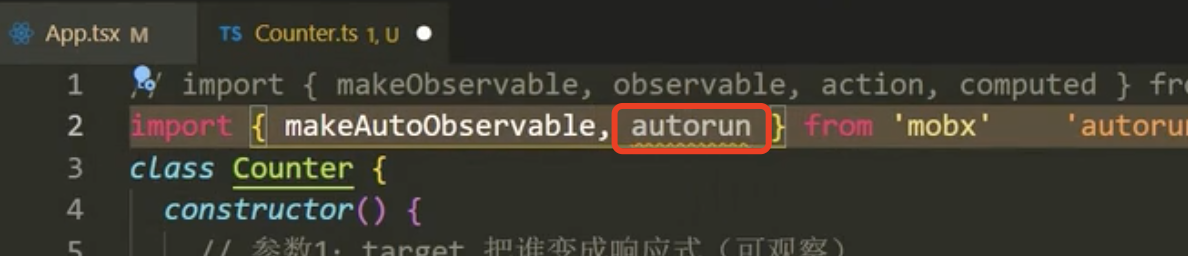 App.tsx M TS Counter.ts 1, U
1 // import { makeObservable, observable, action, computed } fr
2 import { makeAutoObservable, autorun } from 'mobx' 'autoru
3 class Counter {
4 constructor() {
5 // 参数1: target 把谁变成响应式（可观察）